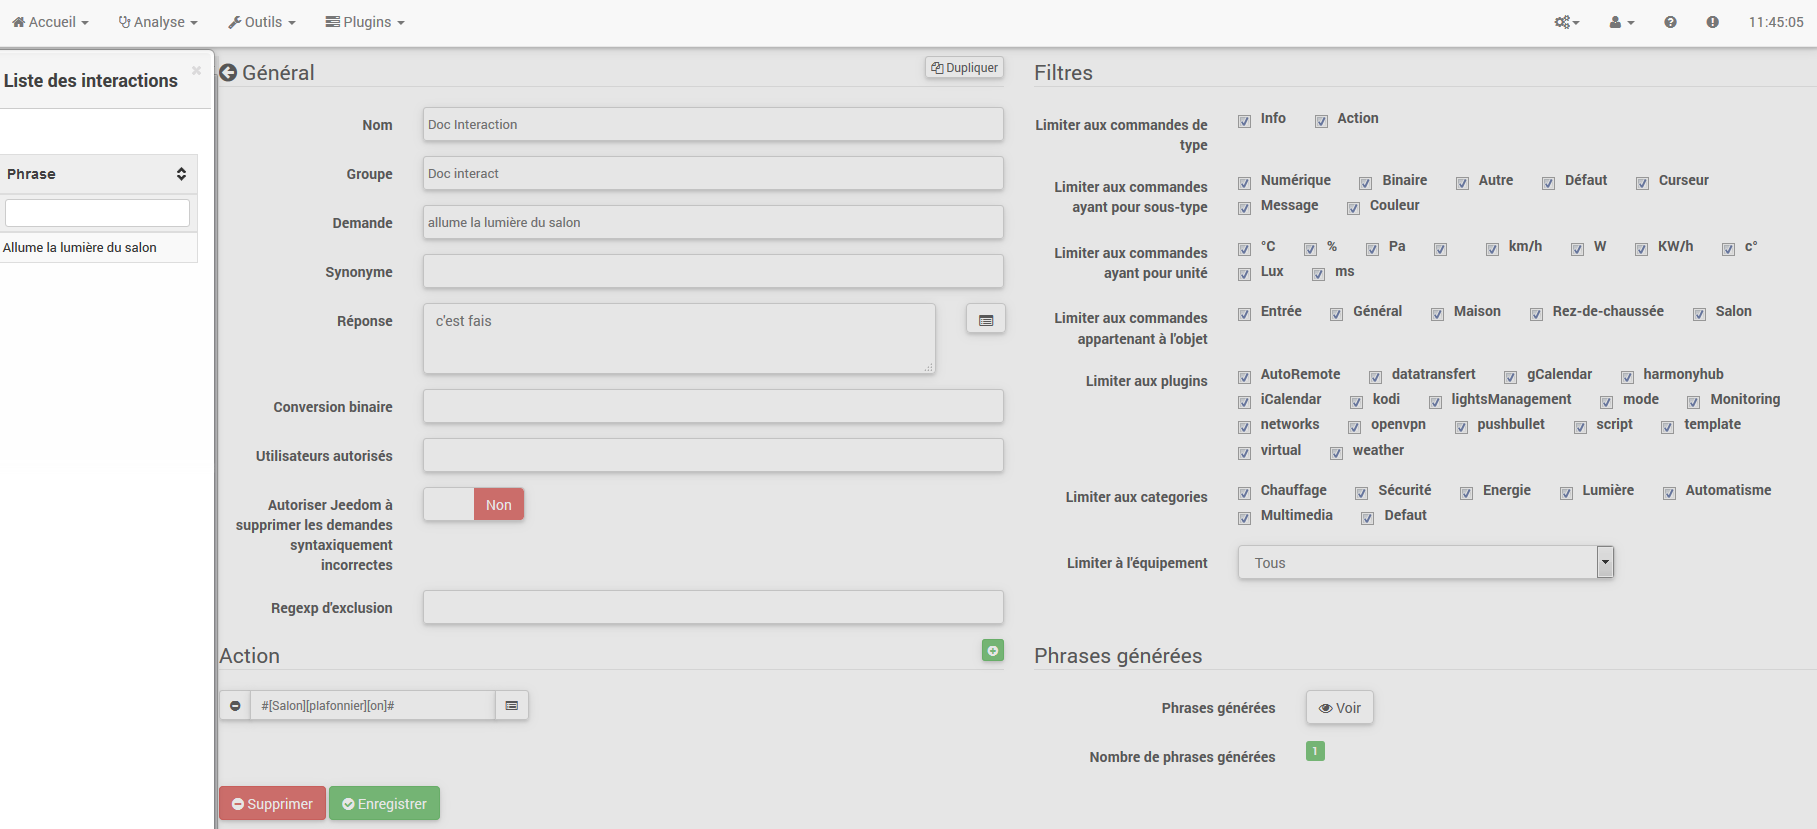 Accueil Analyse Outils Plugins 11:45:05
Liste des interactions ×
Phrase
Allume la lumière du salon
Général Dupliquer
Nom Doc Interaction
Groupe Doc interact
Demande allume la lumière du salon
Synonyme
Réponse c'est fais
Conversion binaire
Utilisateurs autorisés
Autoriser Jeedom à Non
supprimer les demandes
syntaxiquement
incorrectes
Regexp d'exclusion
Action
#[Salon][plafonnier][on]#
Supprimer Enregistrer
Filtres
Limiter aux commandes de Info Action
type
Limiter aux commandes Numérique Binaire Autre Défaut Curseur
ayant pour sous-type Message Couleur
Limiter aux commandes °C % Pa km/h W KW/h c°
ayant pour unité Lux ms
Limiter aux commandes Entrée Général Maison Rez-de-chaussée Salon
appartenant à l'objet
Limiter aux plugins AutoRemote datatransfert gCalendar harmonyhub
iCalendar kodi lightsManagement mode Monitoring
networks openvpn pushbullet script template
virtual weather
Limiter aux categories Chauffage Sécurité Energie Lumière Automatisme
Multimedia Defaut
Limiter à l'équipement Tous
Phrases générées
Phrases générées Voir
Nombre de phrases générées 1